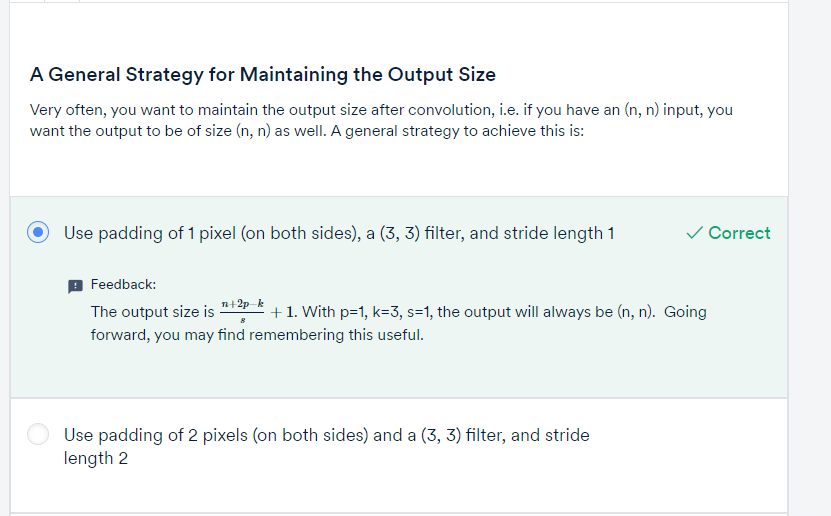 A General Strategy for Maintaining the Output Size
Very often, you want to maintain the output size after convolution, i.e. if you have an (n, n) input, you
want the output to be of size (n, n) as well. A general strategy to achieve this is:
Use padding of 1 pixel (on both sides), a (3, 3) filter, and stride length 1
✓ Correct
Feedback:
The output size is \frac{n+2p-k}{s} + 1. With p=1, k=3, s=1, the output will always be (n, n). Going
forward, you may find remembering this useful.
Use padding of 2 pixels (on both sides) and a (3, 3) filter, and stride
length 2